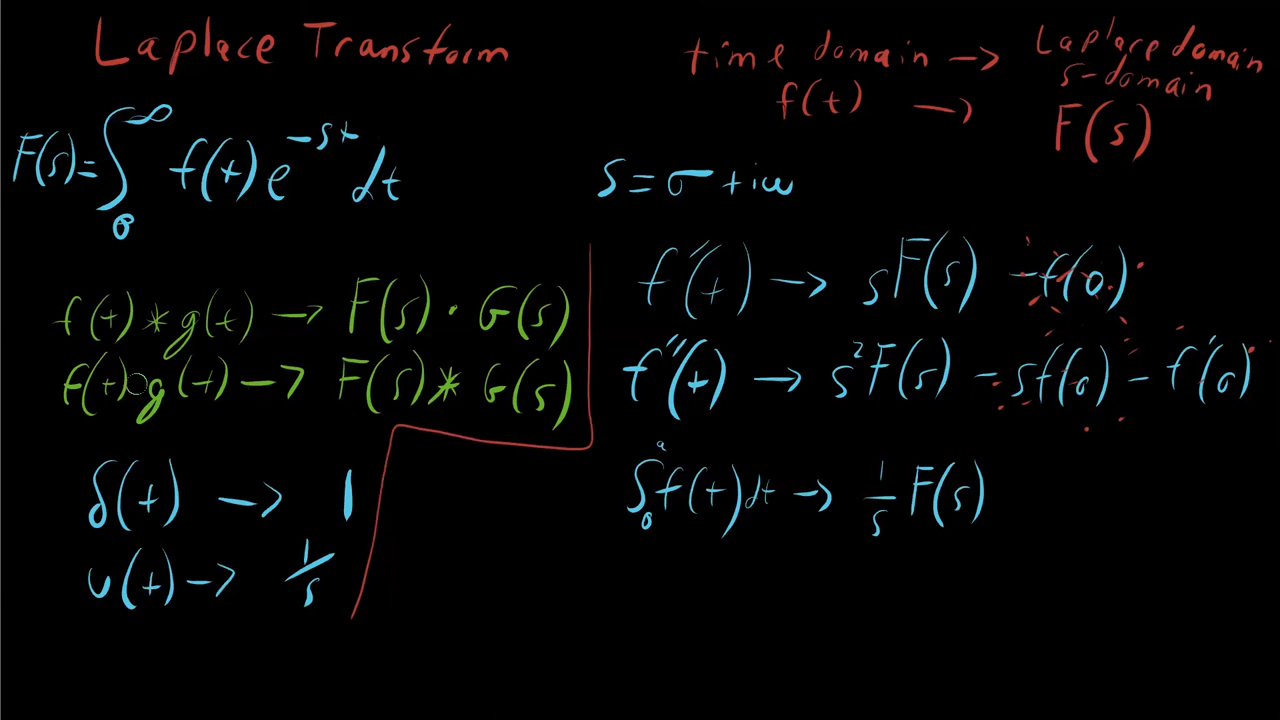 Laplace Transform
time domain → Laplace domain
s-domain
f(t) → F(s)
F(s) = ∫₀^∞ f(t) e^(-st) dt
s = σ + iω
f(t) * g(t) → F(s) · G(s)
f(t) g(t) → F(s) * G(s)
δ(t) → 1
u(t) → 1/s
f'(t) → sF(s) - f(0)
f''(t) → s²F(s) - sf(0) - f'(0)
∫₀^a f(t)dt → 1/s F(s)